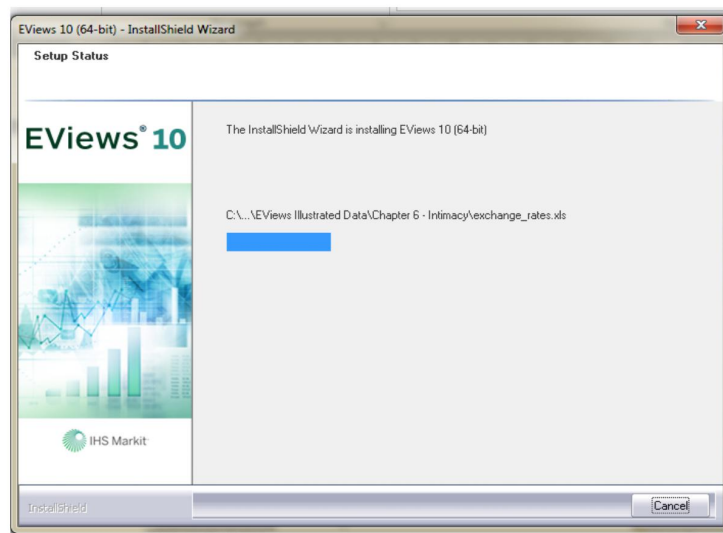 EViews 10 (64-bit) - InstallShield Wizard
Setup Status
EViews® 10
The InstallShield Wizard is installing EViews 10 (64-bit)
C:\...\EViews Illustrated Data\Chapter 6 - Intimacy\exchange_rates.xls
IHS Markit
InstallShield
Cancel